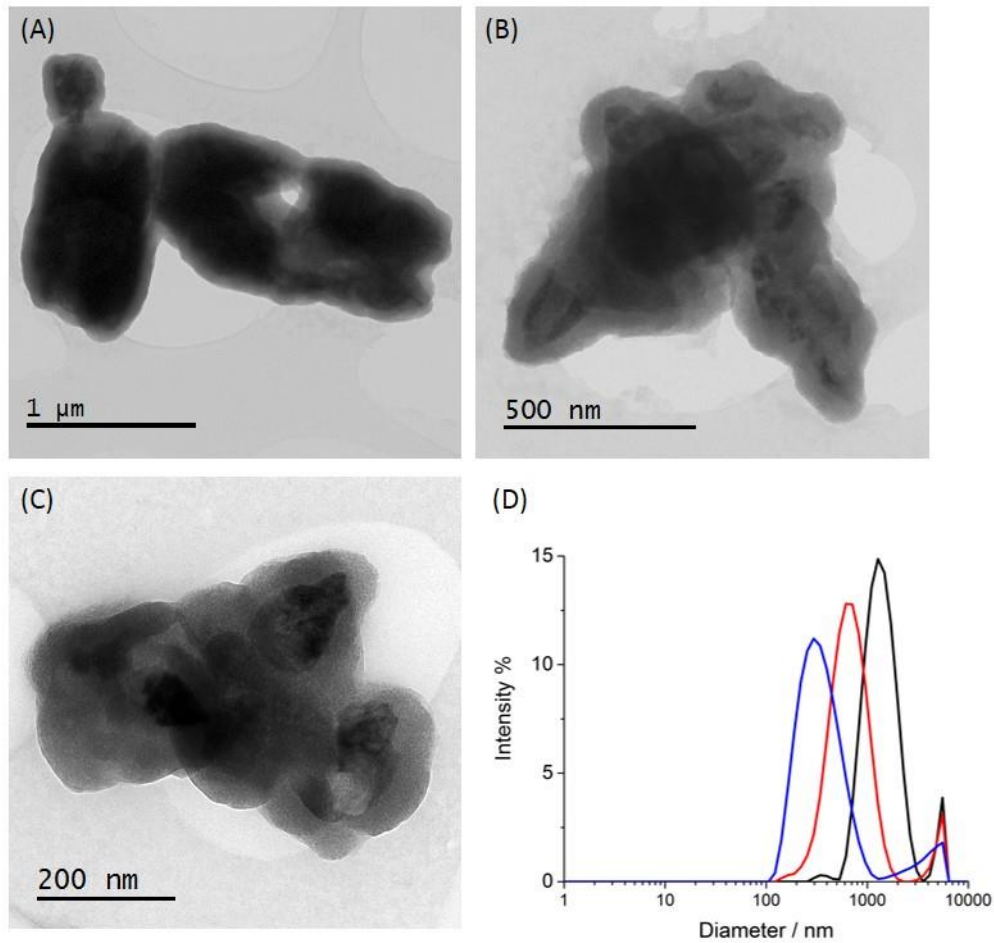 (A)
1 µm
(B)
500 nm
(C)
200 nm
(D)
15
10
5
0
Intensity %
1
10
100
1000
10000
Diameter / nm